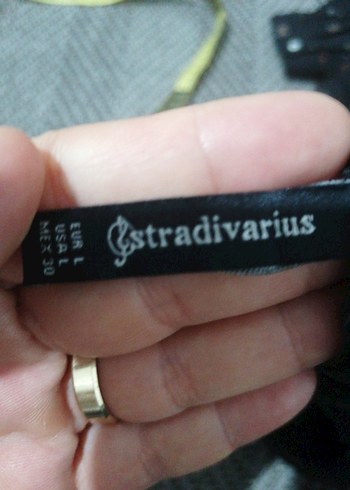 stradivarius
EUR L
USA L
MEX 30